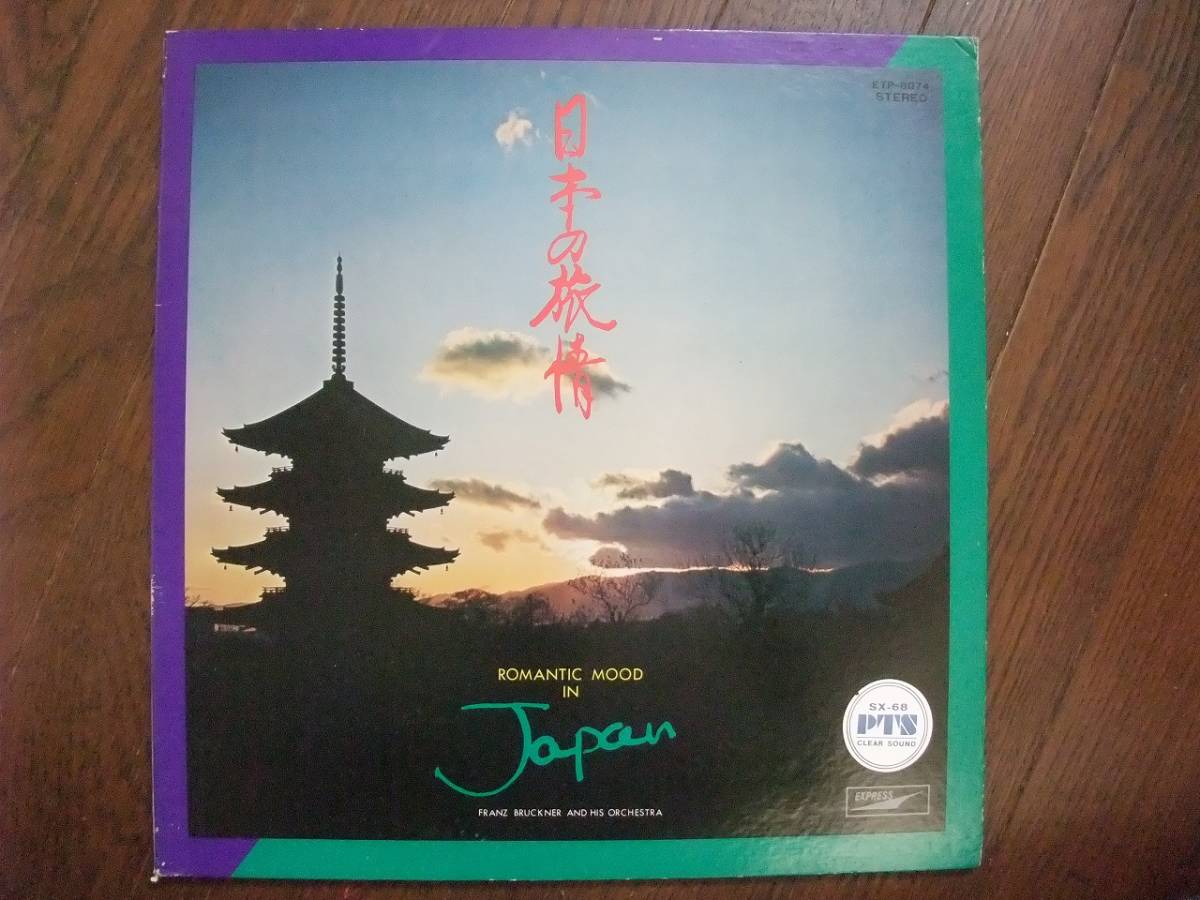 ETP-8074
STEREO
日本の旅情
ROMANTIC MOOD
IN
Japan
FRANZ BRUCKNER AND HIS ORCHESTRA
SX-68
PTS
CLEAR SOUND
EXPRESS